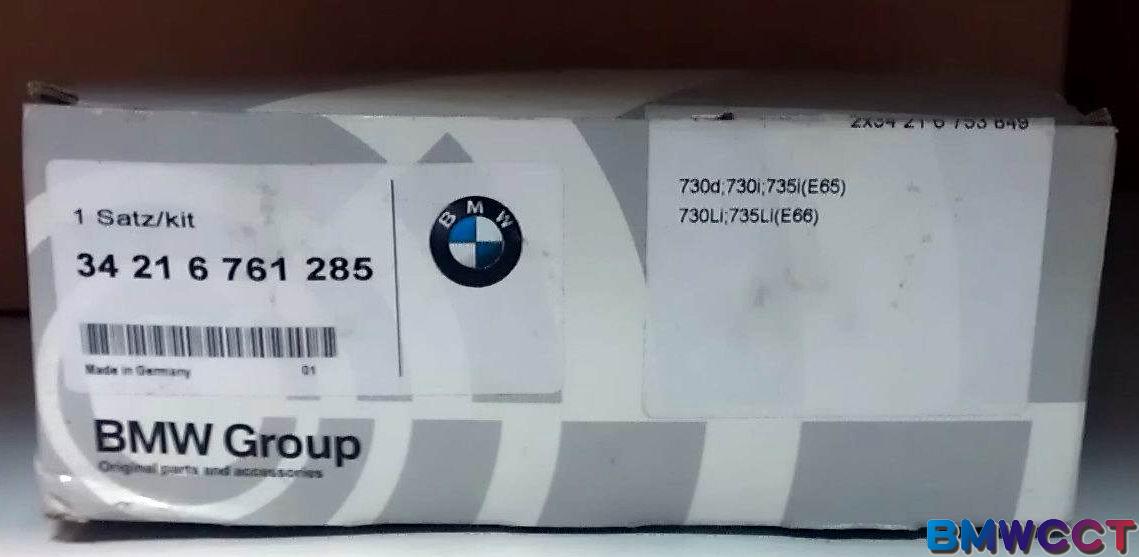 2x34 21 6 753 649
730d;730i;735i(E65)
730Li;735Li(E66)
1 Satz/kit
34 21 6 761 285
Made in Germany 01
BMW
BMW Group
Original parts and accessories
BMWCCT